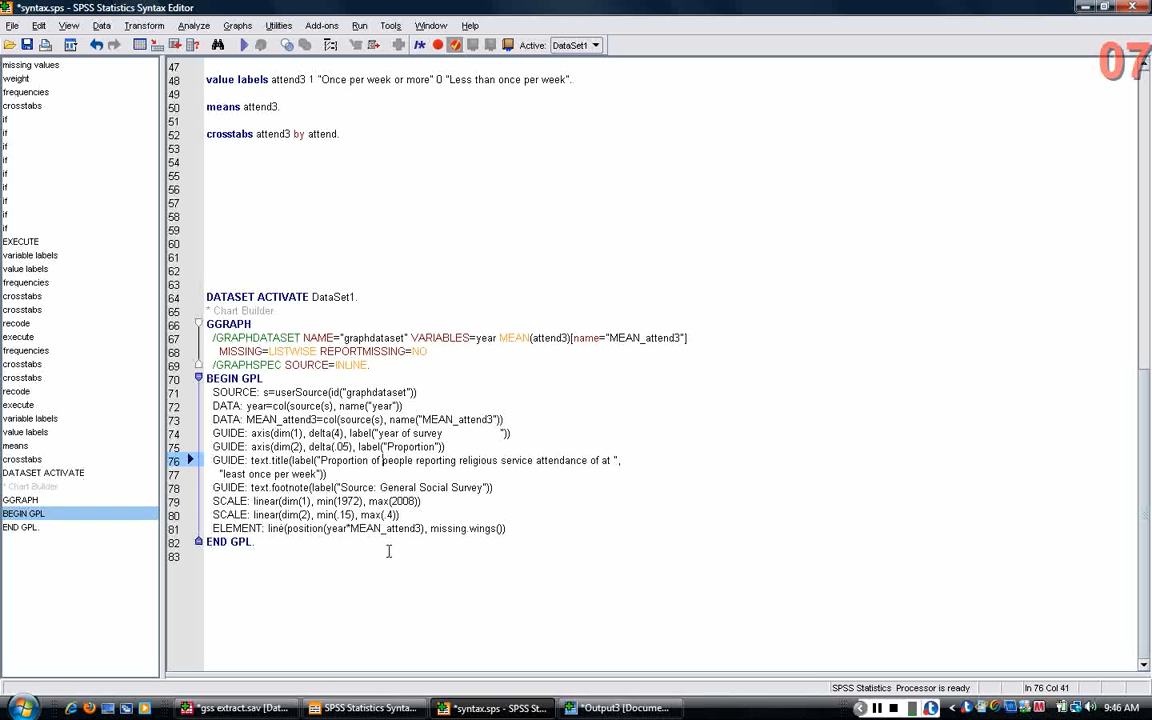 *syntax.sps - SPSS Statistics Syntax Editor
File Edit View Data Transform Analyze Graphs Utilities Add-ons Run Tools Window Help
Active: DataSet1
07
missing values
weight
frequencies
crosstabs
if
if
if
if
if
if
if
if
if
EXECUTE
variable labels
value labels
frequencies
crosstabs
crosstabs
recode
execute
frequencies
crosstabs
crosstabs
recode
execute
variable labels
value labels
means
crosstabs
DATASET ACTIVATE
* Chart Builder
GGRAPH
BEGIN GPL
END GPL.
47
48 value labels attend3 1 "Once per week or more" 0 "Less than once per week".
49
50 means attend3.
51
52 crosstabs attend3 by attend.
53
54
55
56
57
58
59
60
61
62
63
64 DATASET ACTIVATE DataSet1.
65 * Chart Builder
66 GGRAPH
67 /GRAPHDATASET NAME="graphdataset" VARIABLES=year MEAN(attend3)[name="MEAN_attend3"]
68 MISSING=LISTWISE REPORTMISSING=NO
69 /GRAPHSPEC SOURCE=INLINE.
70 BEGIN GPL
71 SOURCE: s=userSource(id("graphdataset"))
72 DATA: year=col(source(s), name("year"))
73 DATA: MEAN_attend3=col(source(s), name("MEAN_attend3"))
74 GUIDE: axis(dim(1), delta(4), label("year of survey "))
75 GUIDE: axis(dim(2), delta(.05), label("Proportion"))
76 GUIDE: text.title(label("Proportion of people reporting religious service attendance of at ",
77 "least once per week"))
78 GUIDE: text.footnote(label("Source: General Social Survey"))
79 SCALE: linear(dim(1), min(1972), max(2008))
80 SCALE: linear(dim(2), min(.15), max(.4))
81 ELEMENT: line(position(year*MEAN_attend3), missing.wings())
82 END GPL.
83
SPSS Statistics Processor is ready In 76 Col 41
*gss extract.sav [Dat... SPSS Statistics Synta... *syntax.sps - SPSS St... *Output3 [Docume... 9:46 AM